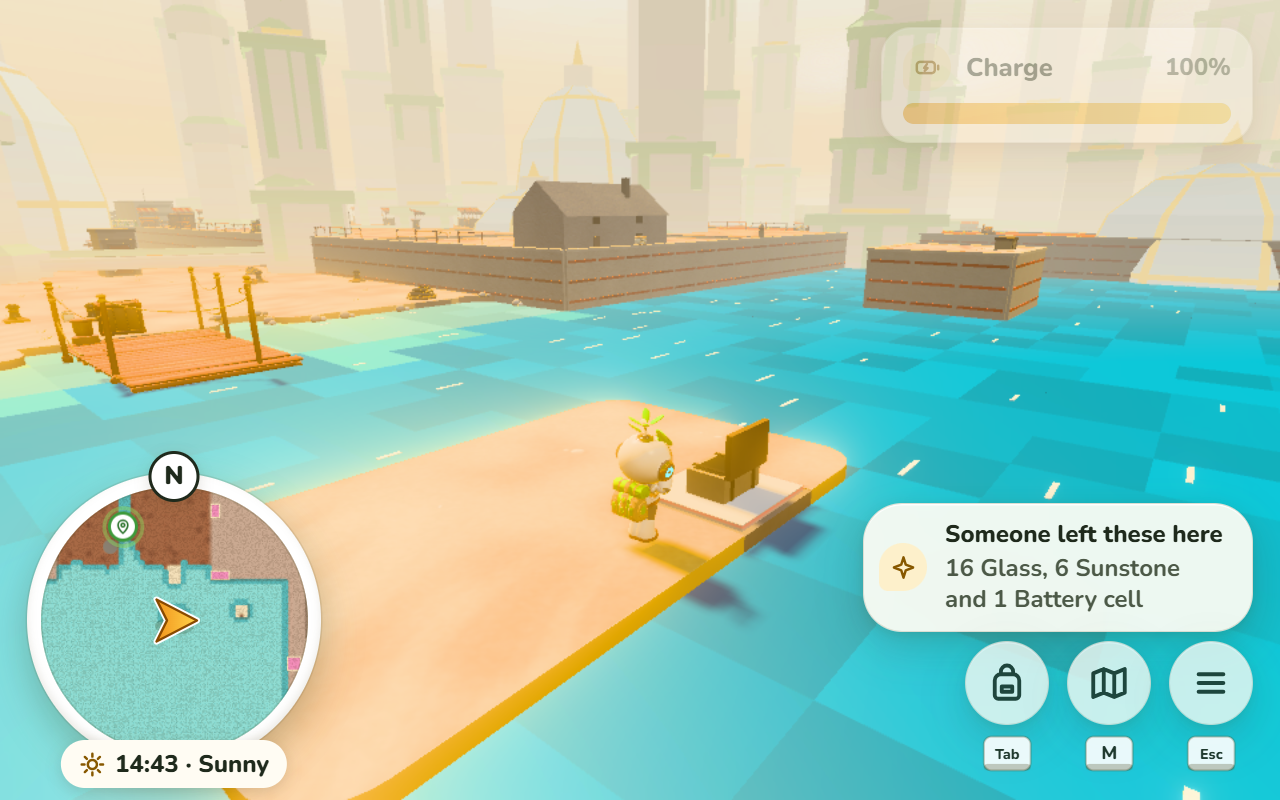 Charge 100%
N
Someone left these here
16 Glass, 6 Sunstone
and 1 Battery cell
14:43 · Sunny
Tab
M
Esc